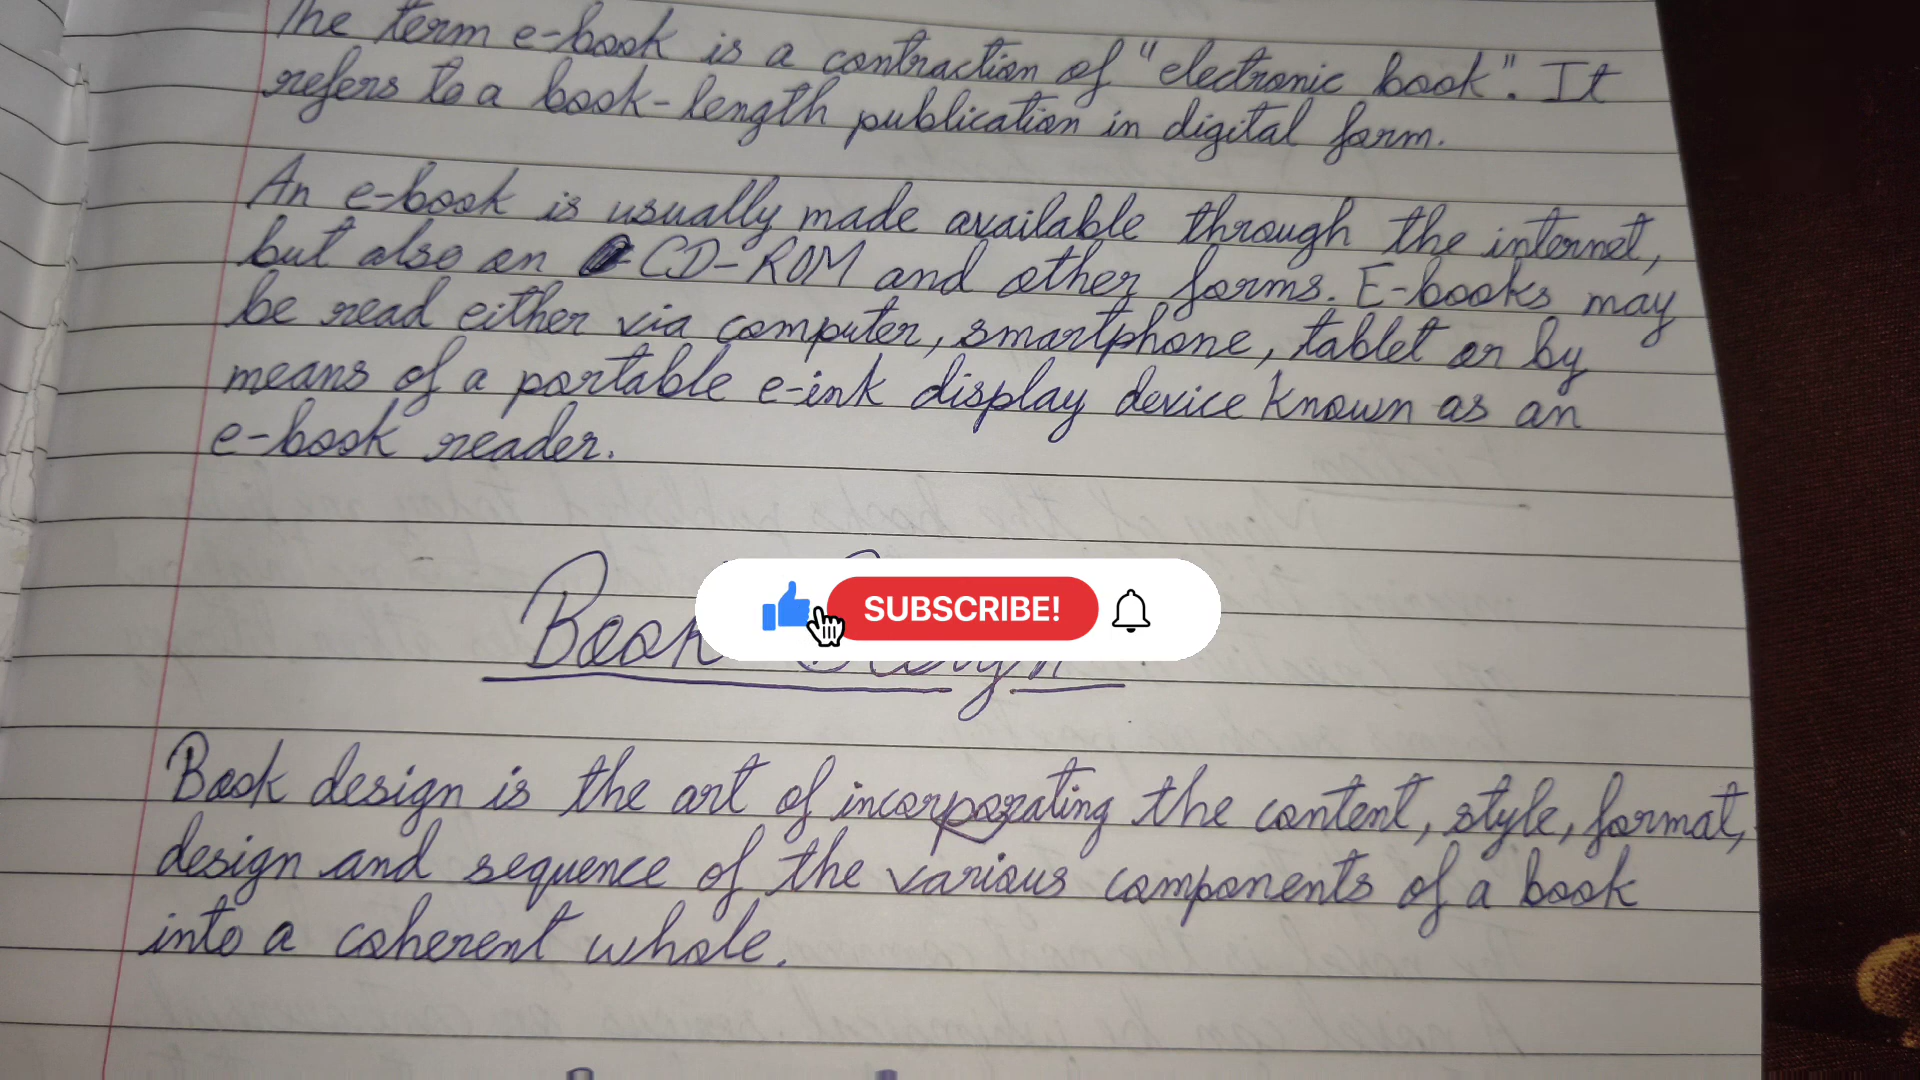 The term e-book is a contraction of "electronic book". It
refers to a book-length publication in digital form.
An e-book is usually made available through the internet,
but also on CD-ROM and other forms. E-books may
be read either via computer, smartphone, tablet or by
means of a portable e-ink display device known as an
e-book reader.
Book Design
SUBSCRIBE!
Book design is the art of incorporating the content, style, format,
design and sequence of the various components of a book
into a coherent whole.